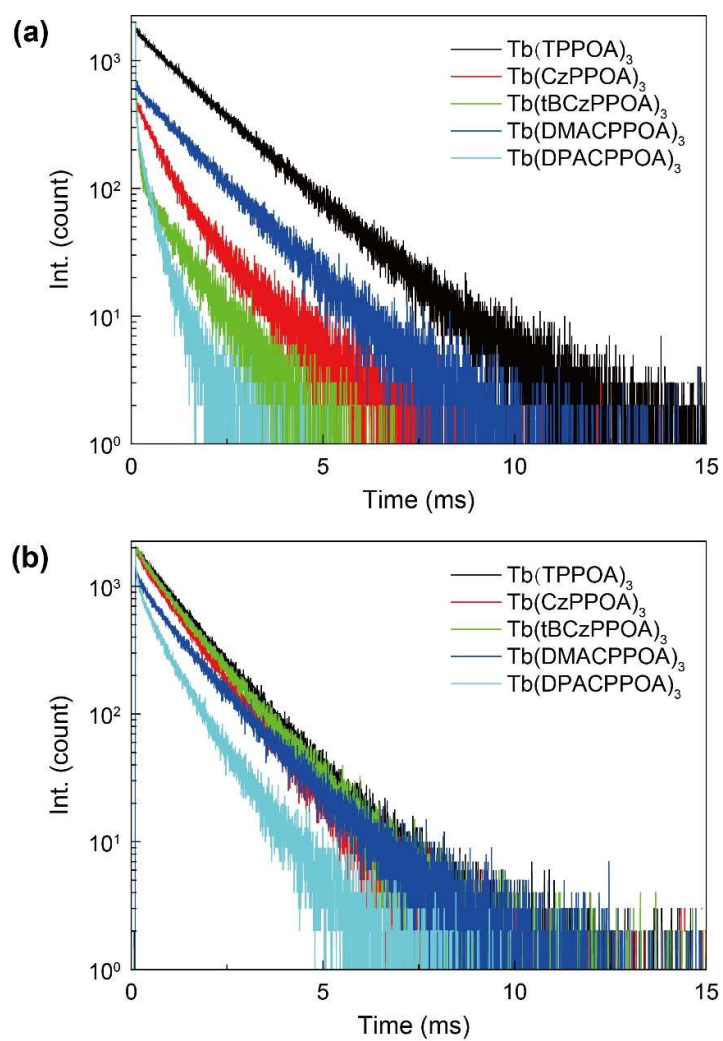 (a)
Int. (count)
10³
10²
10¹
10⁰
Tb(TPPOA)₃
Tb(CzPPOA)₃
Tb(tBCzPPOA)₃
Tb(DMACPPOA)₃
Tb(DPACPPOA)₃
0 5 10 15
Time (ms)
(b)
Int. (count)
10³
10²
10¹
10⁰
Tb(TPPOA)₃
Tb(CzPPOA)₃
Tb(tBCzPPOA)₃
Tb(DMACPPOA)₃
Tb(DPACPPOA)₃
0 5 10 15
Time (ms)